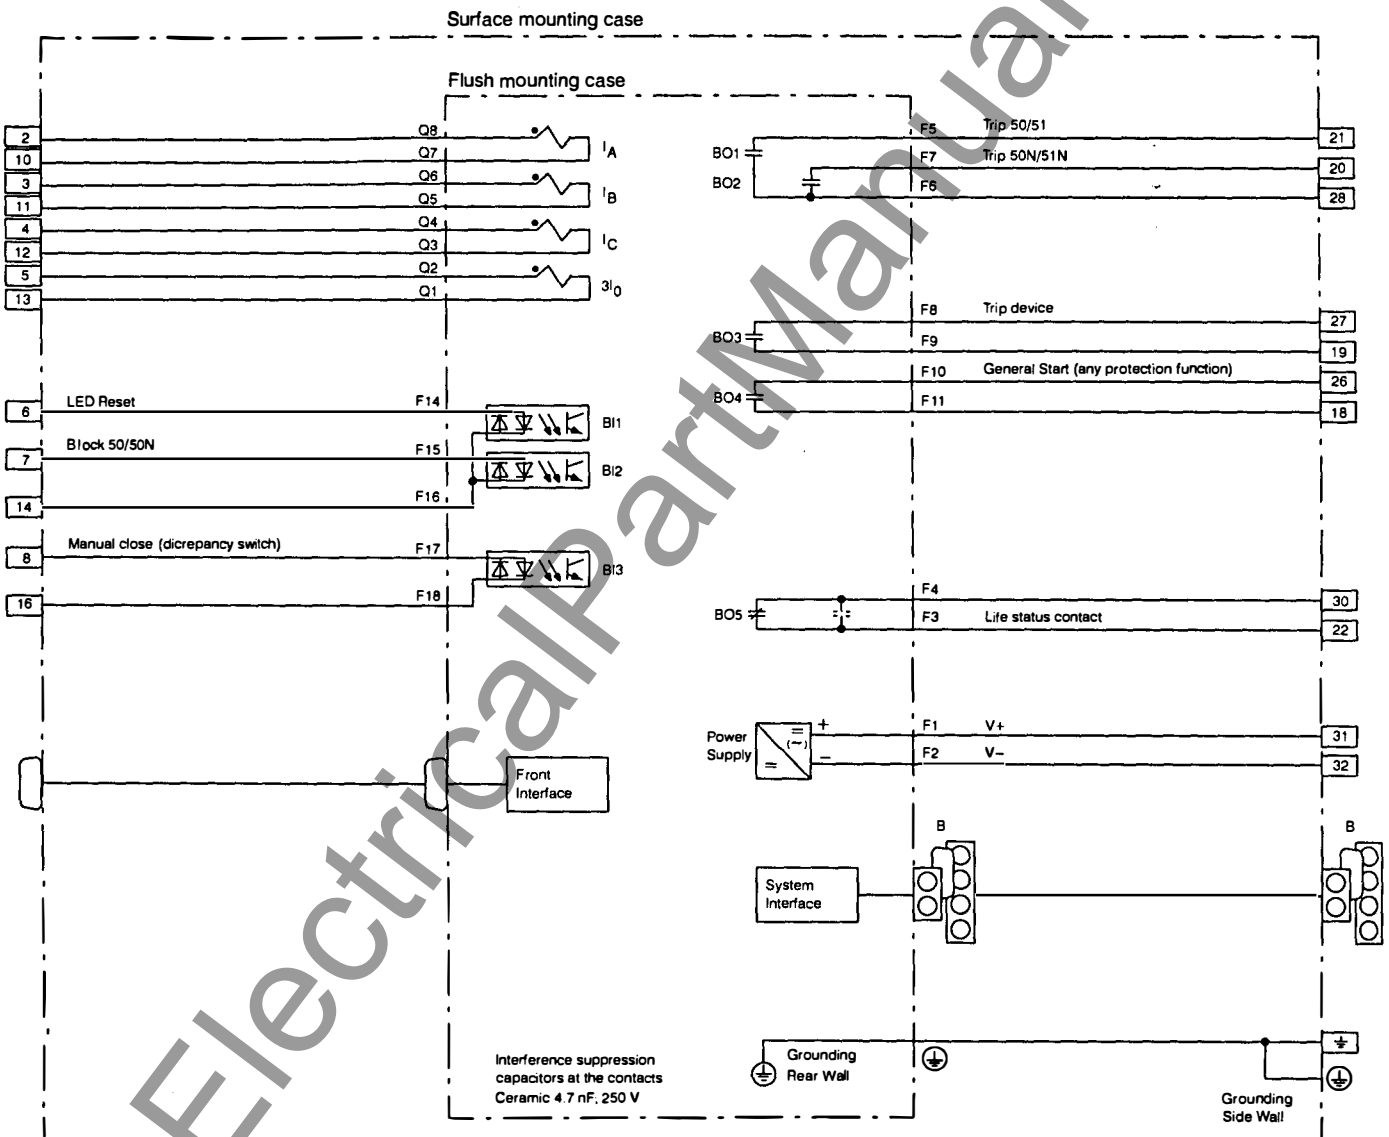 Surface mounting case
Flush mounting case
2 Q8
10 Q7 IA
3 Q6
11 Q5 IB
4 Q4
12 Q3 IC
5 Q2
13 Q1 3I0
BO1 F5 Trip 50/51 21
F7 Trip 50N/51N 20
BO2 F6 28
F8 Trip device 27
BO3 F9 19
F10 General Start (any protection function) 26
BO4 F11 18
6 LED Reset F14 BI1
7 Block 50/50N F15 BI2
14 F16
8 Manual close (dicrepancy switch) F17 BI3
16 F18
F4 30
BO5 F3 Life status contact 22
Power
Supply
+ F1 V+ 31
− F2 V− 32
= (~) =
Front
Interface
B B
System
Interface
Interference suppression
capacitors at the contacts
Ceramic 4.7 nF, 250 V
Grounding
Rear Wall
Grounding
Side Wall
ElectricalPartManual